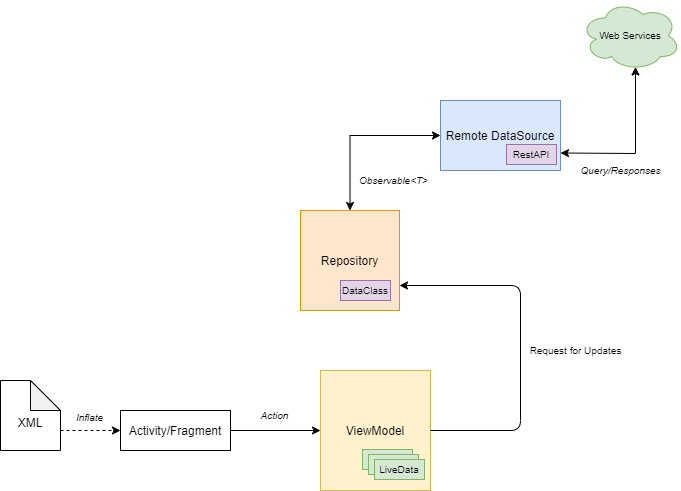 Web Services
Remote DataSource
RestAPI
Query/Responses
Observable<T>
Repository
DataClass
Request for Updates
XML
Inflate
Activity/Fragment
Action
ViewModel
LiveData